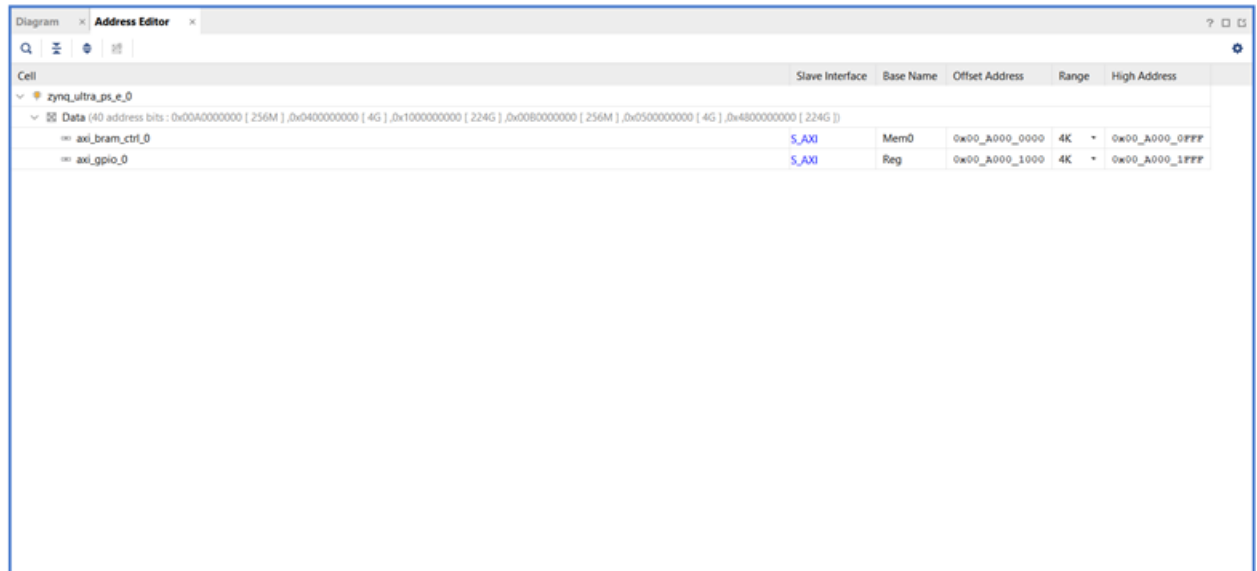 Diagram × Address Editor × ?
Cell Slave Interface Base Name Offset Address Range High Address
zynq_ultra_ps_e_0
Data (40 address bits : 0x00A0000000 [ 256M ] ,0x0400000000 [ 4G ] ,0x1000000000 [ 224G ] ,0x00B0000000 [ 256M ] ,0x0500000000 [ 4G ] ,0x4800000000 [ 224G ])
axi_bram_ctrl_0 S_AXI Mem0 0x00_A000_0000 4K 0x00_A000_0FFF
axi_gpio_0 S_AXI Reg 0x00_A000_1000 4K 0x00_A000_1FFF